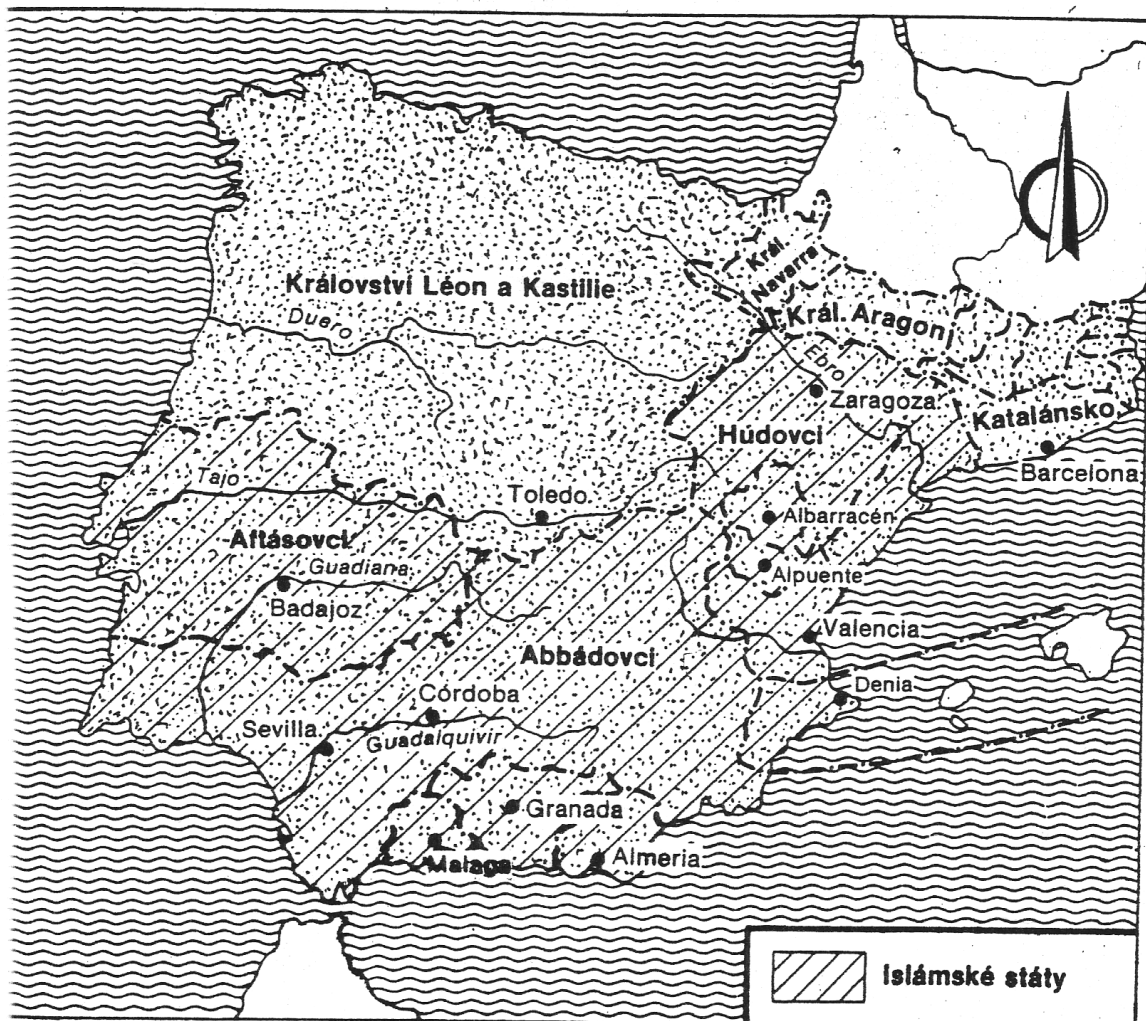 Král
Navarra
Království Léon a Kastilie
Král. Aragon
Duero
Ebro
Zaragoza
Katalánsko
Húdovci
Barcelona
Tajo
Toledo
Albarracén
Aftásovci
Guadiana
Alpuente
Badajoz
Valencia
Abbádovci
Denia
Córdoba
Sevilla
Guadalquivir
Granada
Malaga
Almeria
Islámské státy